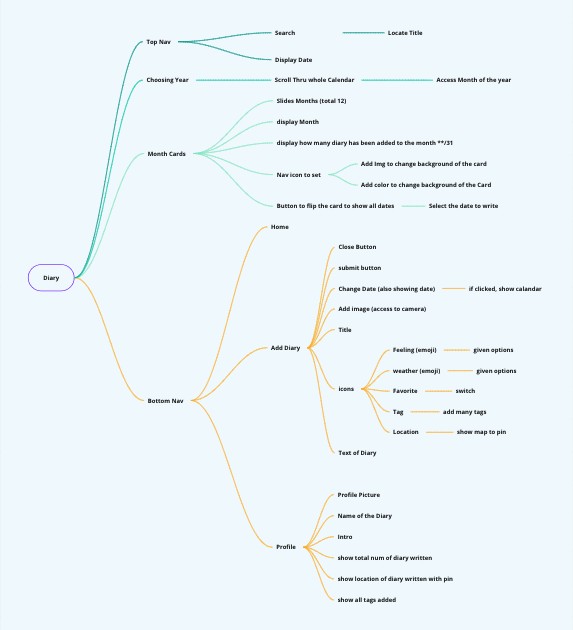 Diary
Top Nav
Search
Locate Title
Display Date
Choosing Year
Scroll Thru whole Calendar
Access Month of the year
Month Cards
Slides Months (total 12)
display Month
display how many diary has been added to the month **/31
Nav icon to set
Add Img to change background of the card
Add color to change background of the Card
Button to flip the card to show all dates
Select the date to write
Bottom Nav
Home
Add Diary
Close Button
submit button
Change Date (also showing date)
if clicked, show calandar
Add image (access to camera)
Title
icons
Feeling (emoji)
given options
weather (emoji)
given options
Favorite
switch
Tag
add many tags
Location
show map to pin
Text of Diary
Profile
Profile Picture
Name of the Diary
Intro
show total num of diary written
show location of diary written with pin
show all tags added